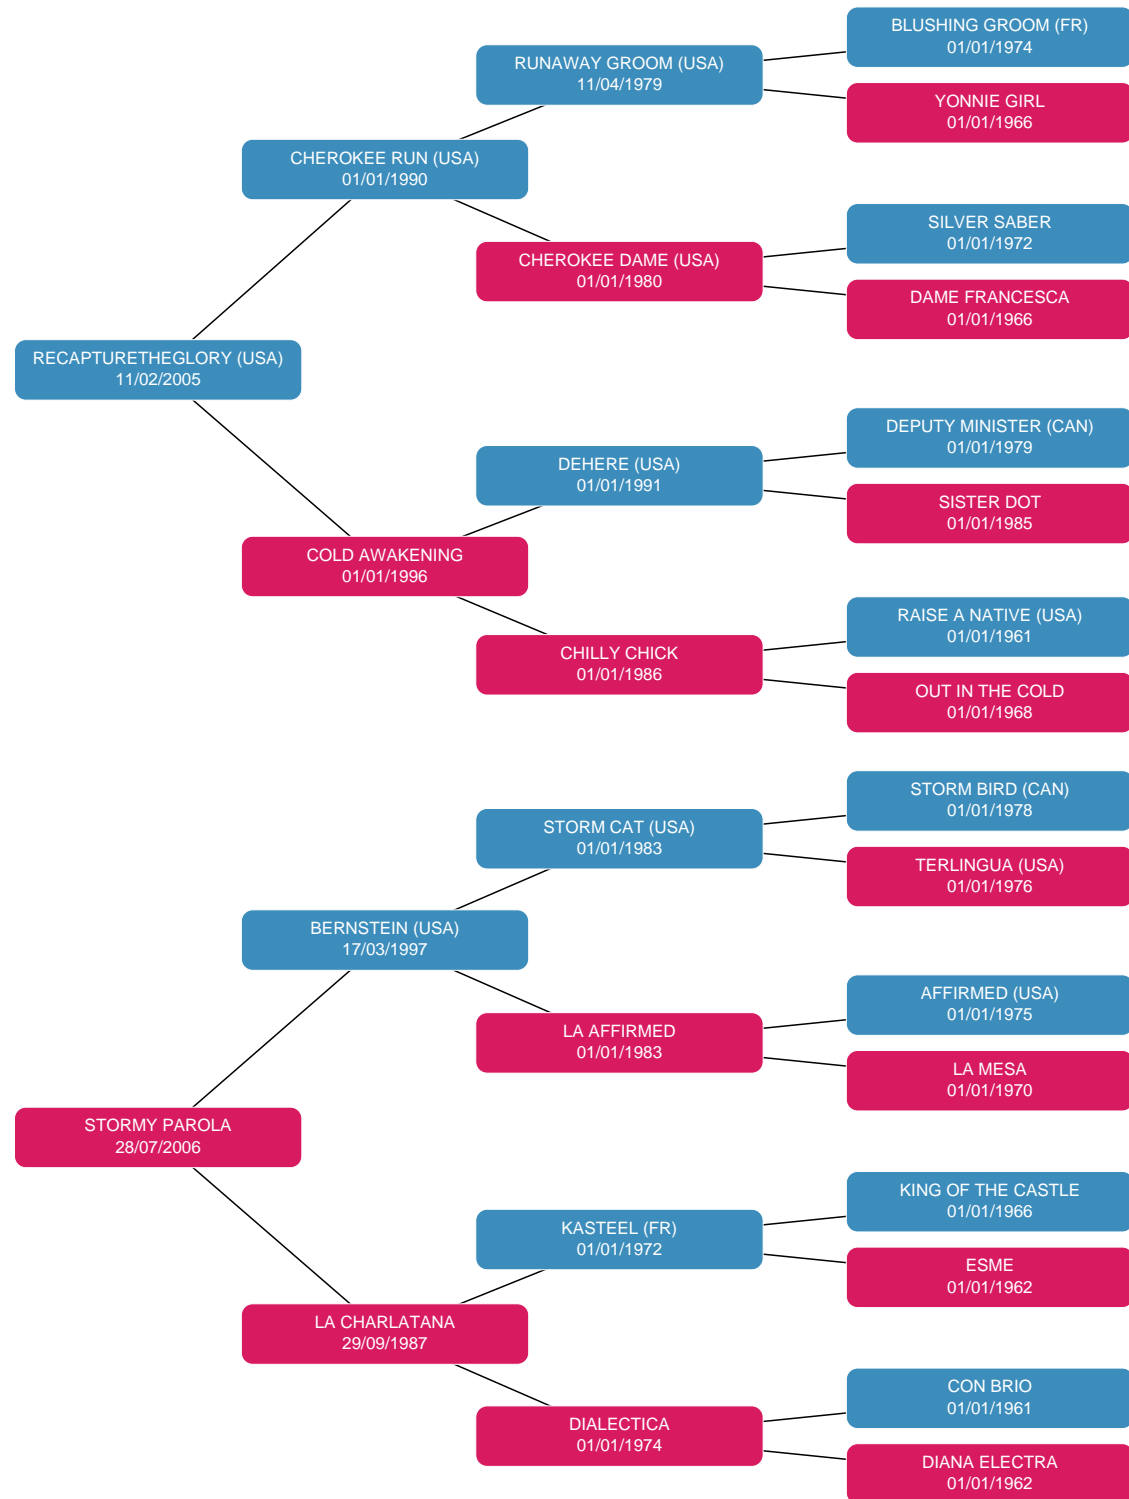 BLUSHING GROOM (FR)
01/01/1974
RUNAWAY GROOM (USA)
11/04/1979
YONNIE GIRL
01/01/1966
CHEROKEE RUN (USA)
01/01/1990
SILVER SABER
01/01/1972
CHEROKEE DAME (USA)
01/01/1980
DAME FRANCESCA
01/01/1966
RECAPTURETHEGLORY (USA)
11/02/2005
DEPUTY MINISTER (CAN)
01/01/1979
DEHERE (USA)
01/01/1991
SISTER DOT
01/01/1985
COLD AWAKENING
01/01/1996
RAISE A NATIVE (USA)
01/01/1961
CHILLY CHICK
01/01/1986
OUT IN THE COLD
01/01/1968
STORM BIRD (CAN)
01/01/1978
STORM CAT (USA)
01/01/1983
TERLINGUA (USA)
01/01/1976
BERNSTEIN (USA)
17/03/1997
AFFIRMED (USA)
01/01/1975
LA AFFIRMED
01/01/1983
LA MESA
01/01/1970
STORMY PAROLA
28/07/2006
KING OF THE CASTLE
01/01/1966
KASTEEL (FR)
01/01/1972
ESME
01/01/1962
LA CHARLATANA
29/09/1987
CON BRIO
01/01/1961
DIALECTICA
01/01/1974
DIANA ELECTRA
01/01/1962